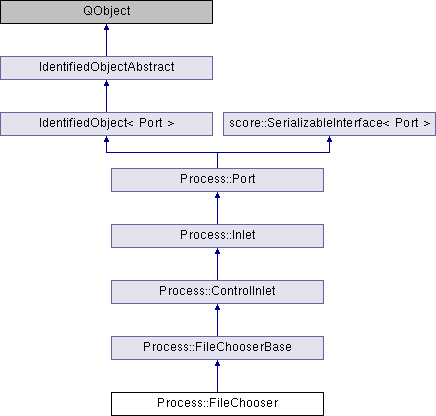 QObject
IdentifiedObjectAbstract
IdentifiedObject< Port >
score::SerializableInterface< Port >
Process::Port
Process::Inlet
Process::ControlInlet
Process::FileChooserBase
Process::FileChooser